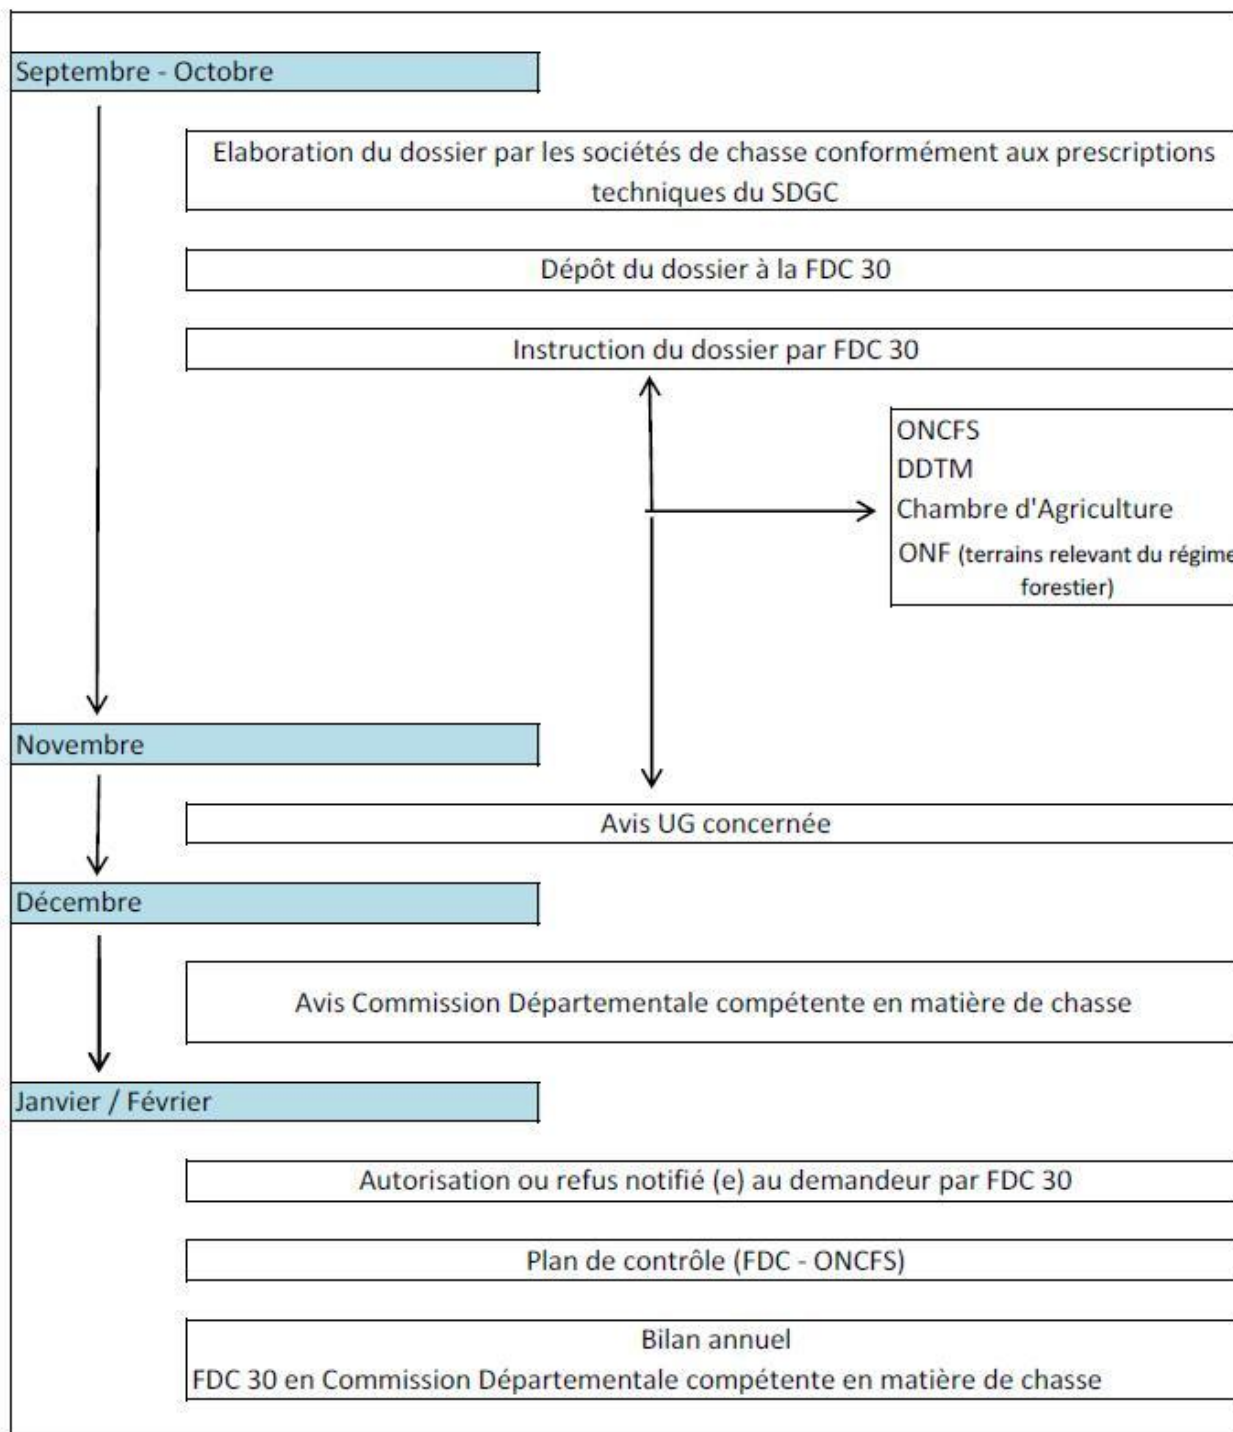 Septembre - Octobre
Elaboration du dossier par les sociétés de chasse conformément aux prescriptions
techniques du SDGC
Dépôt du dossier à la FDC 30
Instruction du dossier par FDC 30
ONCFS
DDTM
Chambre d'Agriculture
ONF (terrains relevant du régime
forestier)
Novembre
Avis UG concernée
Décembre
Avis Commission Départementale compétente en matière de chasse
Janvier / Février
Autorisation ou refus notifié (e) au demandeur par FDC 30
Plan de contrôle (FDC - ONCFS)
Bilan annuel
FDC 30 en Commission Départementale compétente en matière de chasse